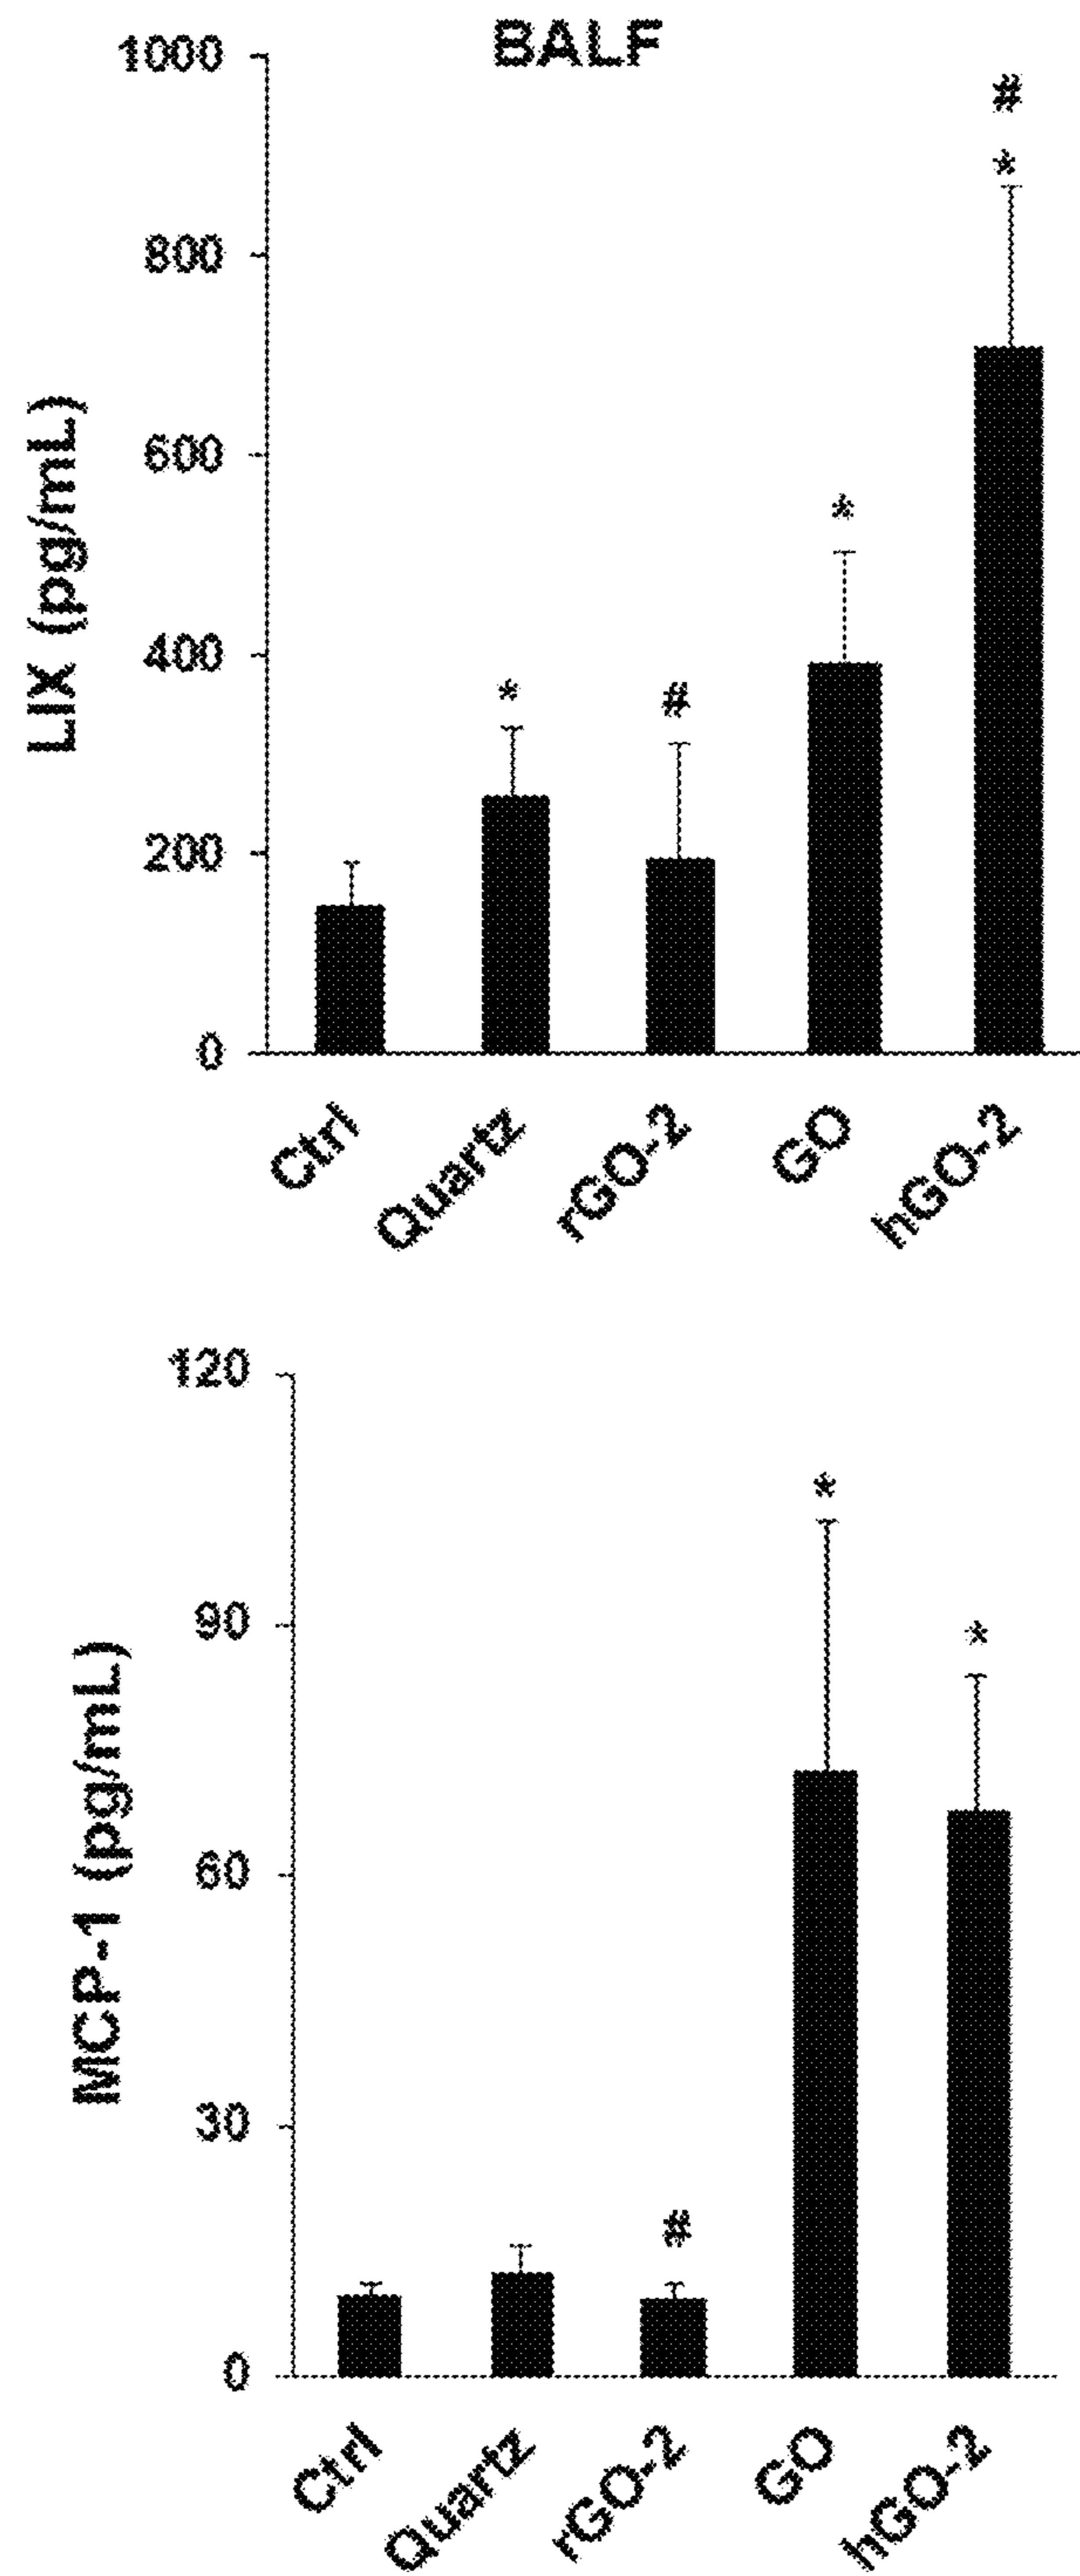 BALF
1000
800
600
400
200
0
LIX (pg/mL)
*
#
*
#
*
Ctrl
Quartz
rGO-2
GO
hGO-2
120
90
60
30
0
MCP-1 (pg/mL)
#
*
*
Ctrl
Quartz
rGO-2
GO
hGO-2